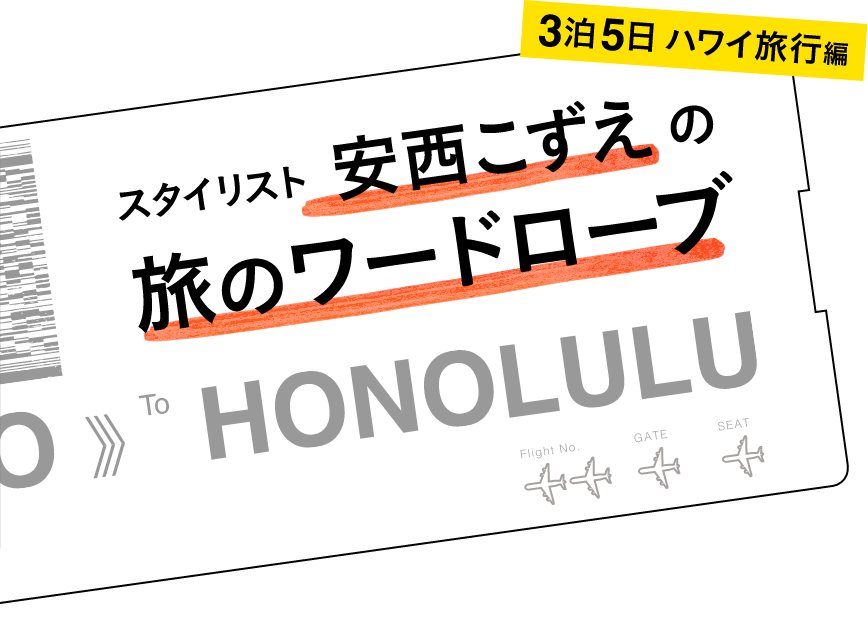 3泊5日 ハワイ旅行編
スタイリスト 安西こずえ の
旅のワードローブ
O To HONOLULU
Flight No. GATE SEAT